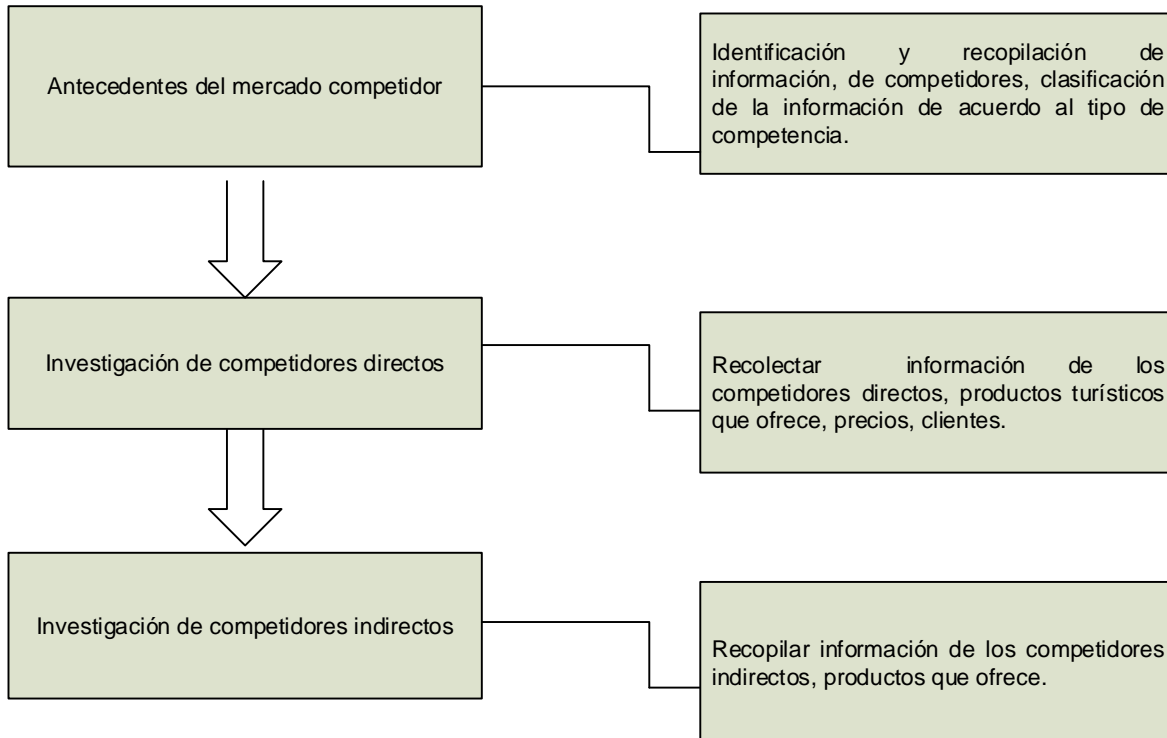 Antecedentes del mercado competidor
Identificación y recopilación de
información, de competidores, clasificación
de la información de acuerdo al tipo de
competencia.
Investigación de competidores directos
Recolectar información de los
competidores directos, productos turísticos
que ofrece, precios, clientes.
Investigación de competidores indirectos
Recopilar información de los competidores
indirectos, productos que ofrece.